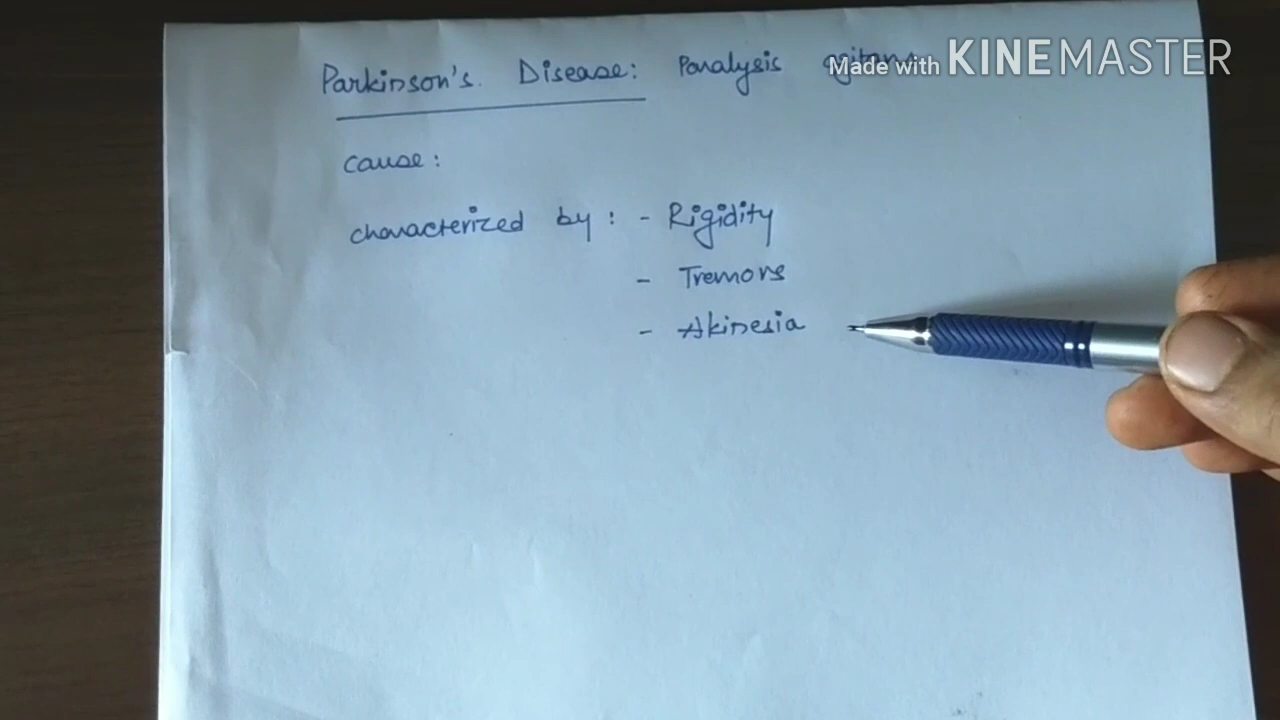 Parkinson's. Disease: Paralysis
Made with KINEMASTER
cause:
characterized by: - Rigidity
- Tremors
- Akinesia